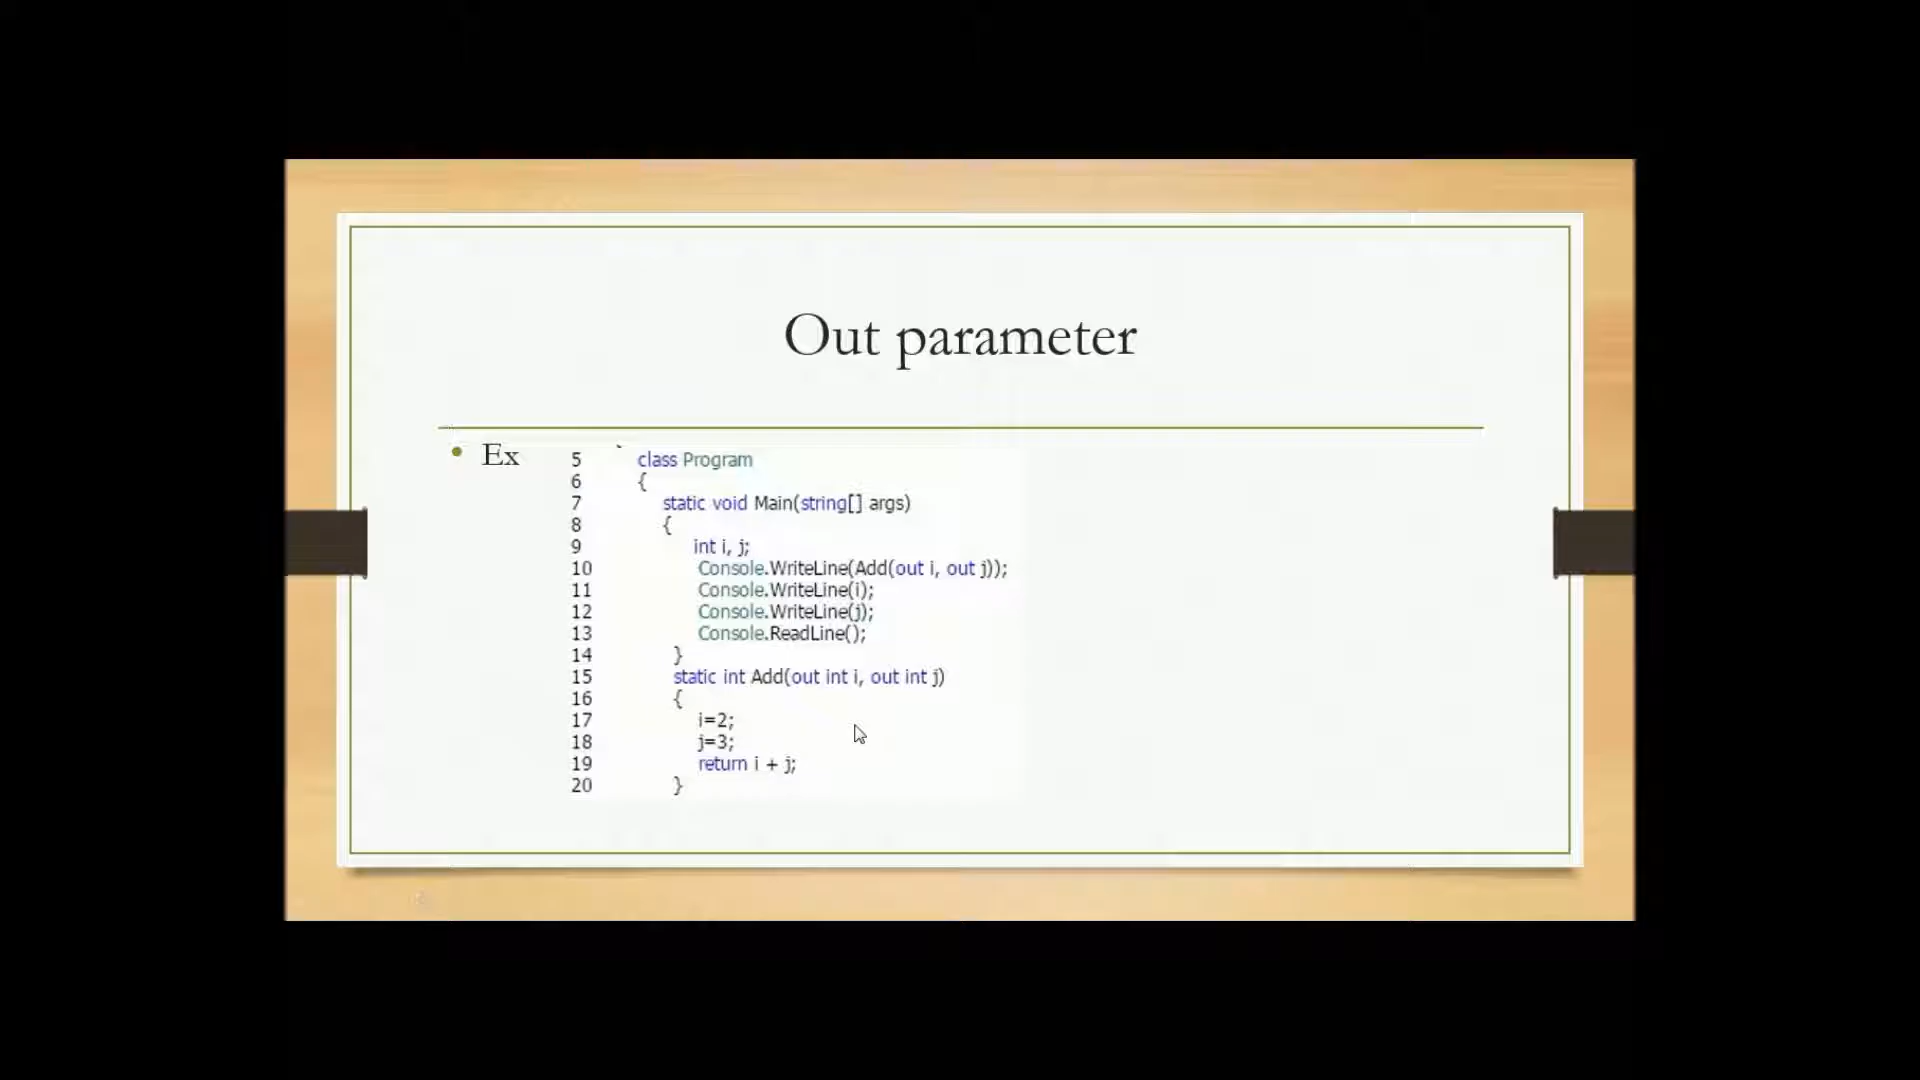 Out parameter
• Ex
5 class Program
6 {
7 static void Main(string[] args)
8 {
9 int i, j;
10 Console.WriteLine(Add(out i, out j));
11 Console.WriteLine(i);
12 Console.WriteLine(j);
13 Console.ReadLine();
14 }
15 static int Add(out int i, out int j)
16 {
17 i=2;
18 j=3;
19 return i + j;
20 }